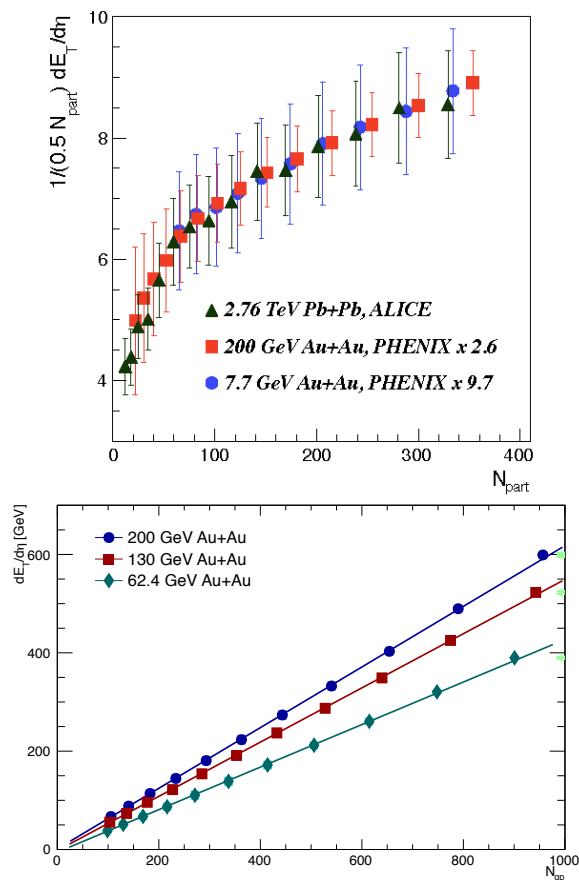 1/(0.5 N_part) dE_T/dη
10
8
6
4
2.76 TeV Pb+Pb, ALICE
200 GeV Au+Au, PHENIX x 2.6
7.7 GeV Au+Au, PHENIX x 9.7
0 100 200 300 400
N_part
dE_T/dη [GeV]
600
400
200
0
200 GeV Au+Au
130 GeV Au+Au
62.4 GeV Au+Au
0 200 400 600 800 1000
N_qp